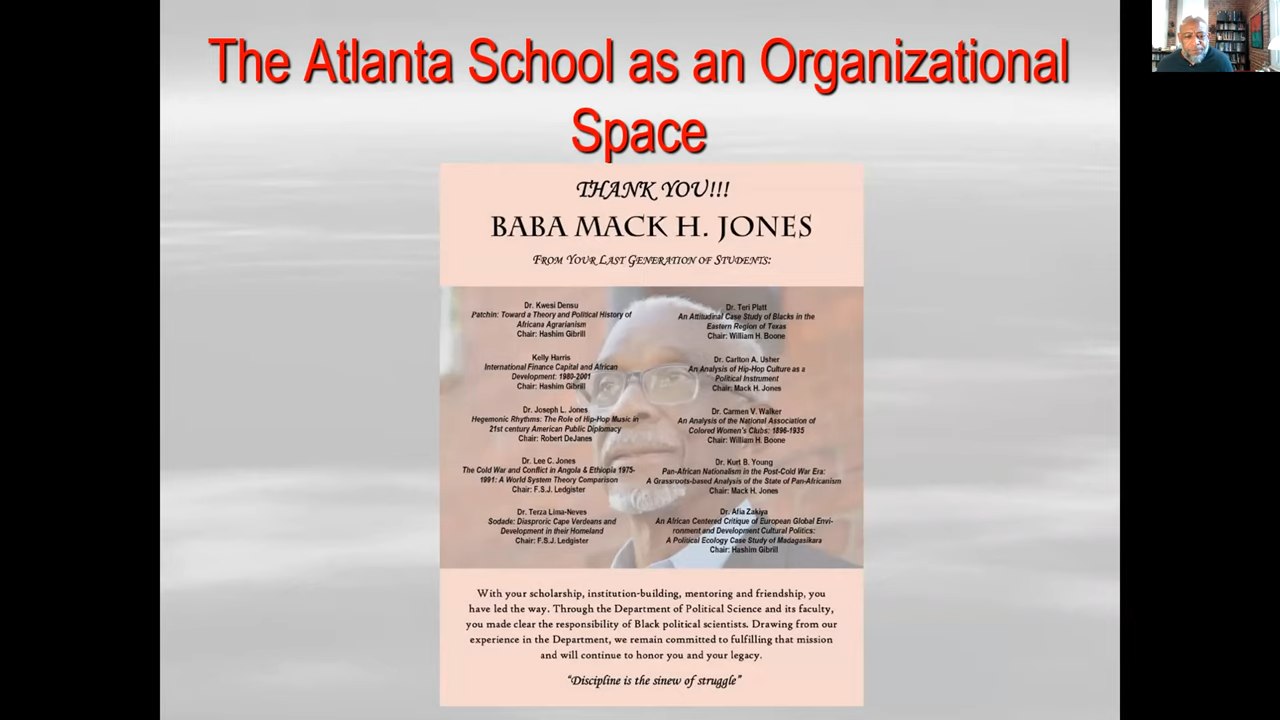 The Atlanta School as an Organizational
Space
THANK YOU!!!
BABA MACK H. JONES
FROM YOUR LAST GENERATION OF STUDENTS:
Dr. Kwesi Densu
Patchin: Toward a Theory and Political History of
Africana Agrarianism
Chair: Hashim Gibrill
Kelly Harris
International Finance Capital and African
Development: 1980-2001
Chair: Hashim Gibrill
Dr. Joseph L. Jones
Hegemonic Rhythms: The Role of Hip-Hop Music in
21st century American Public Diplomacy
Chair: Robert DeJanes
Dr. Lee C. Jones
The Cold War and Conflict in Angola & Ethiopia 1975-
1991: A World System Theory Comparison
Chair: F.S.J. Ledgister
Dr. Terza Lima-Neves
Sodade: Diasproric Cape Verdeans and
Development in their Homeland
Chair: F.S.J. Ledgister
Dr. Teri Platt
An Attitudinal Case Study of Blacks in the
Eastern Region of Texas
Chair: William H. Boone
Dr. Carlton A. Usher
An Analysis of Hip-Hop Culture as a
Political Instrument
Chair: Mack H. Jones
Dr. Carmen V. Walker
An Analysis of the National Association of
Colored Women's Clubs: 1896-1935
Chair: William H. Boone
Dr. Kurt B. Young
Pan-African Nationalism in the Post-Cold War Era:
A Grassroots-based Analysis of the State of Pan-Africanism
Chair: Mack H. Jones
Dr. Afia Zakiya
An African Centered Critique of European Global Envi-
ronment and Development Cultural Politics:
A Political Ecology Case Study of Madagasikara
Chair: Hashim Gibrill
With your scholarship, institution-building, mentoring and friendship, you
have led the way. Through the Department of Political Science and its faculty,
you made clear the responsibility of Black political scientists. Drawing from our
experience in the Department, we remain committed to fulfilling that mission
and will continue to honor you and your legacy.
"Discipline is the sinew of struggle"